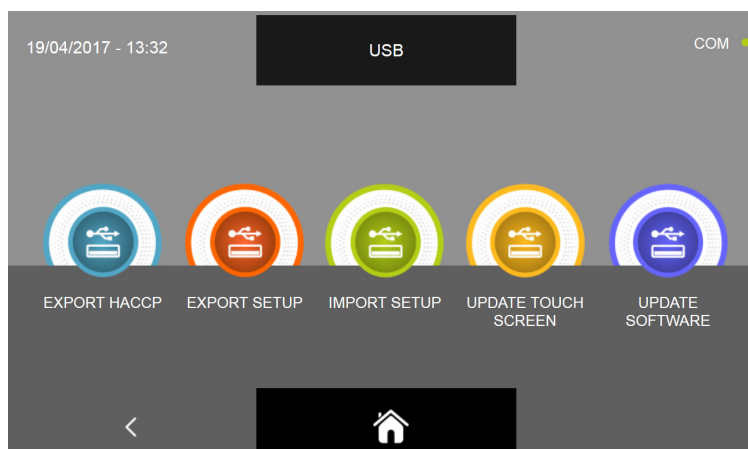 19/04/2017 - 13:32
USB
COM
EXPORT HACCP
EXPORT SETUP
IMPORT SETUP
UPDATE TOUCH
SCREEN
UPDATE
SOFTWARE